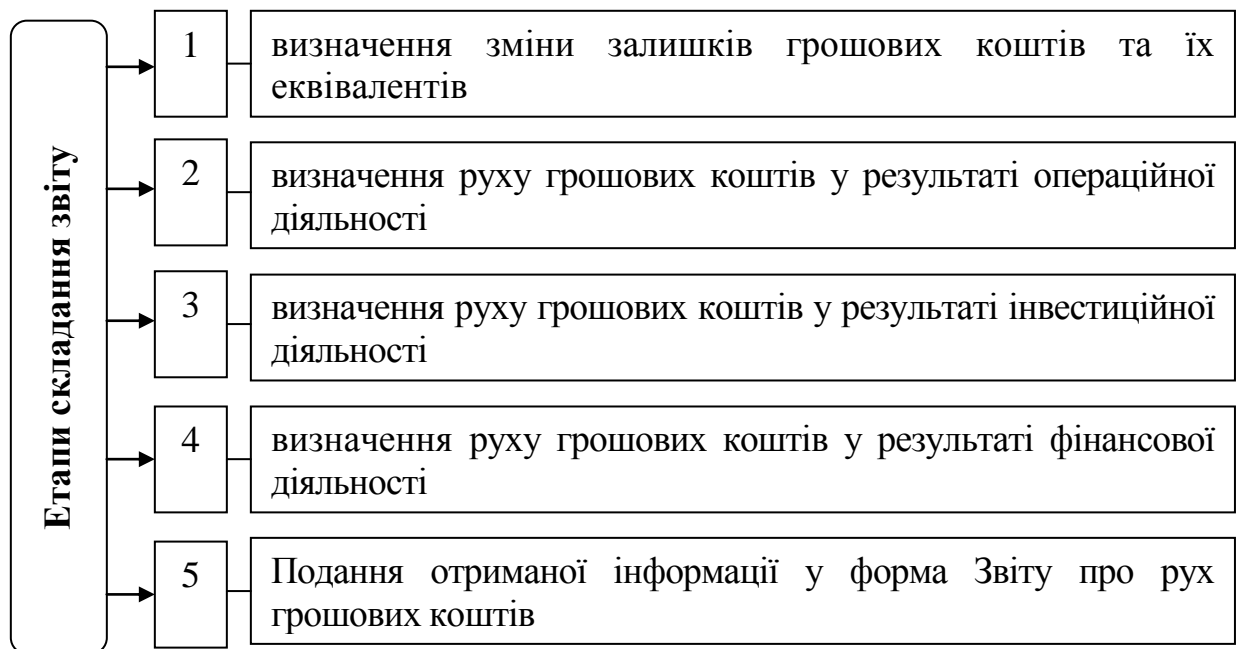 Етапи складання звіту
1
визначення зміни залишків грошових коштів та їх
еквівалентів
2
визначення руху грошових коштів у результаті операційної
діяльності
3
визначення руху грошових коштів у результаті інвестиційної
діяльності
4
визначення руху грошових коштів у результаті фінансової
діяльності
5
Подання отриманої інформації у форма Звіту про рух
грошових коштів